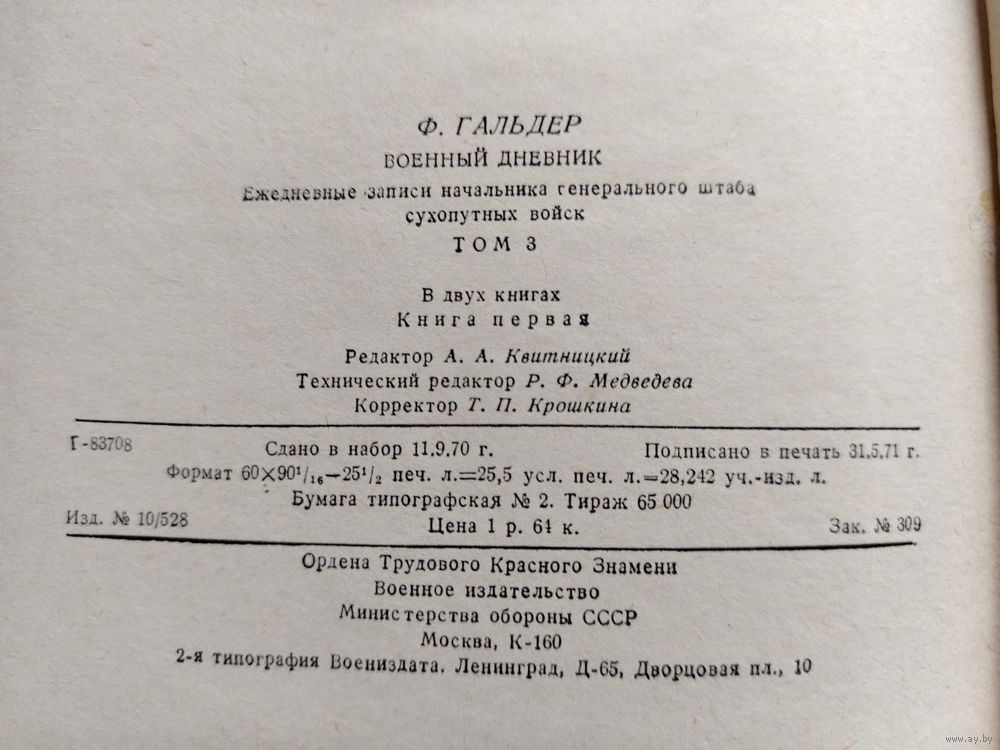 Ф. ГАЛЬДЕР
ВОЕННЫЙ ДНЕВНИК
Ежедневные записи начальника генерального штаба
сухопутных войск
ТОМ 3
В двух книгах
Книга первая
Редактор А. А. Квитницкий
Технический редактор Р. Ф. Медведева
Корректор Т. П. Крошкина
Г-83708 Сдано в набор 11.9.70 г. Подписано в печать 31.5.71 г.
Формат 60×90¹/₁₆—25¹/₂ печ. л.=25,5 усл. печ. л.=28,242 уч.-изд. л.
Бумага типографская № 2. Тираж 65 000
Изд. № 10/528 Цена 1 р. 64 к. Зак. № 309
Ордена Трудового Красного Знамени
Военное издательство
Министерства обороны СССР
Москва, К-160
2-я типография Воениздата. Ленинград, Д-65, Дворцовая пл., 10
www.ay.by